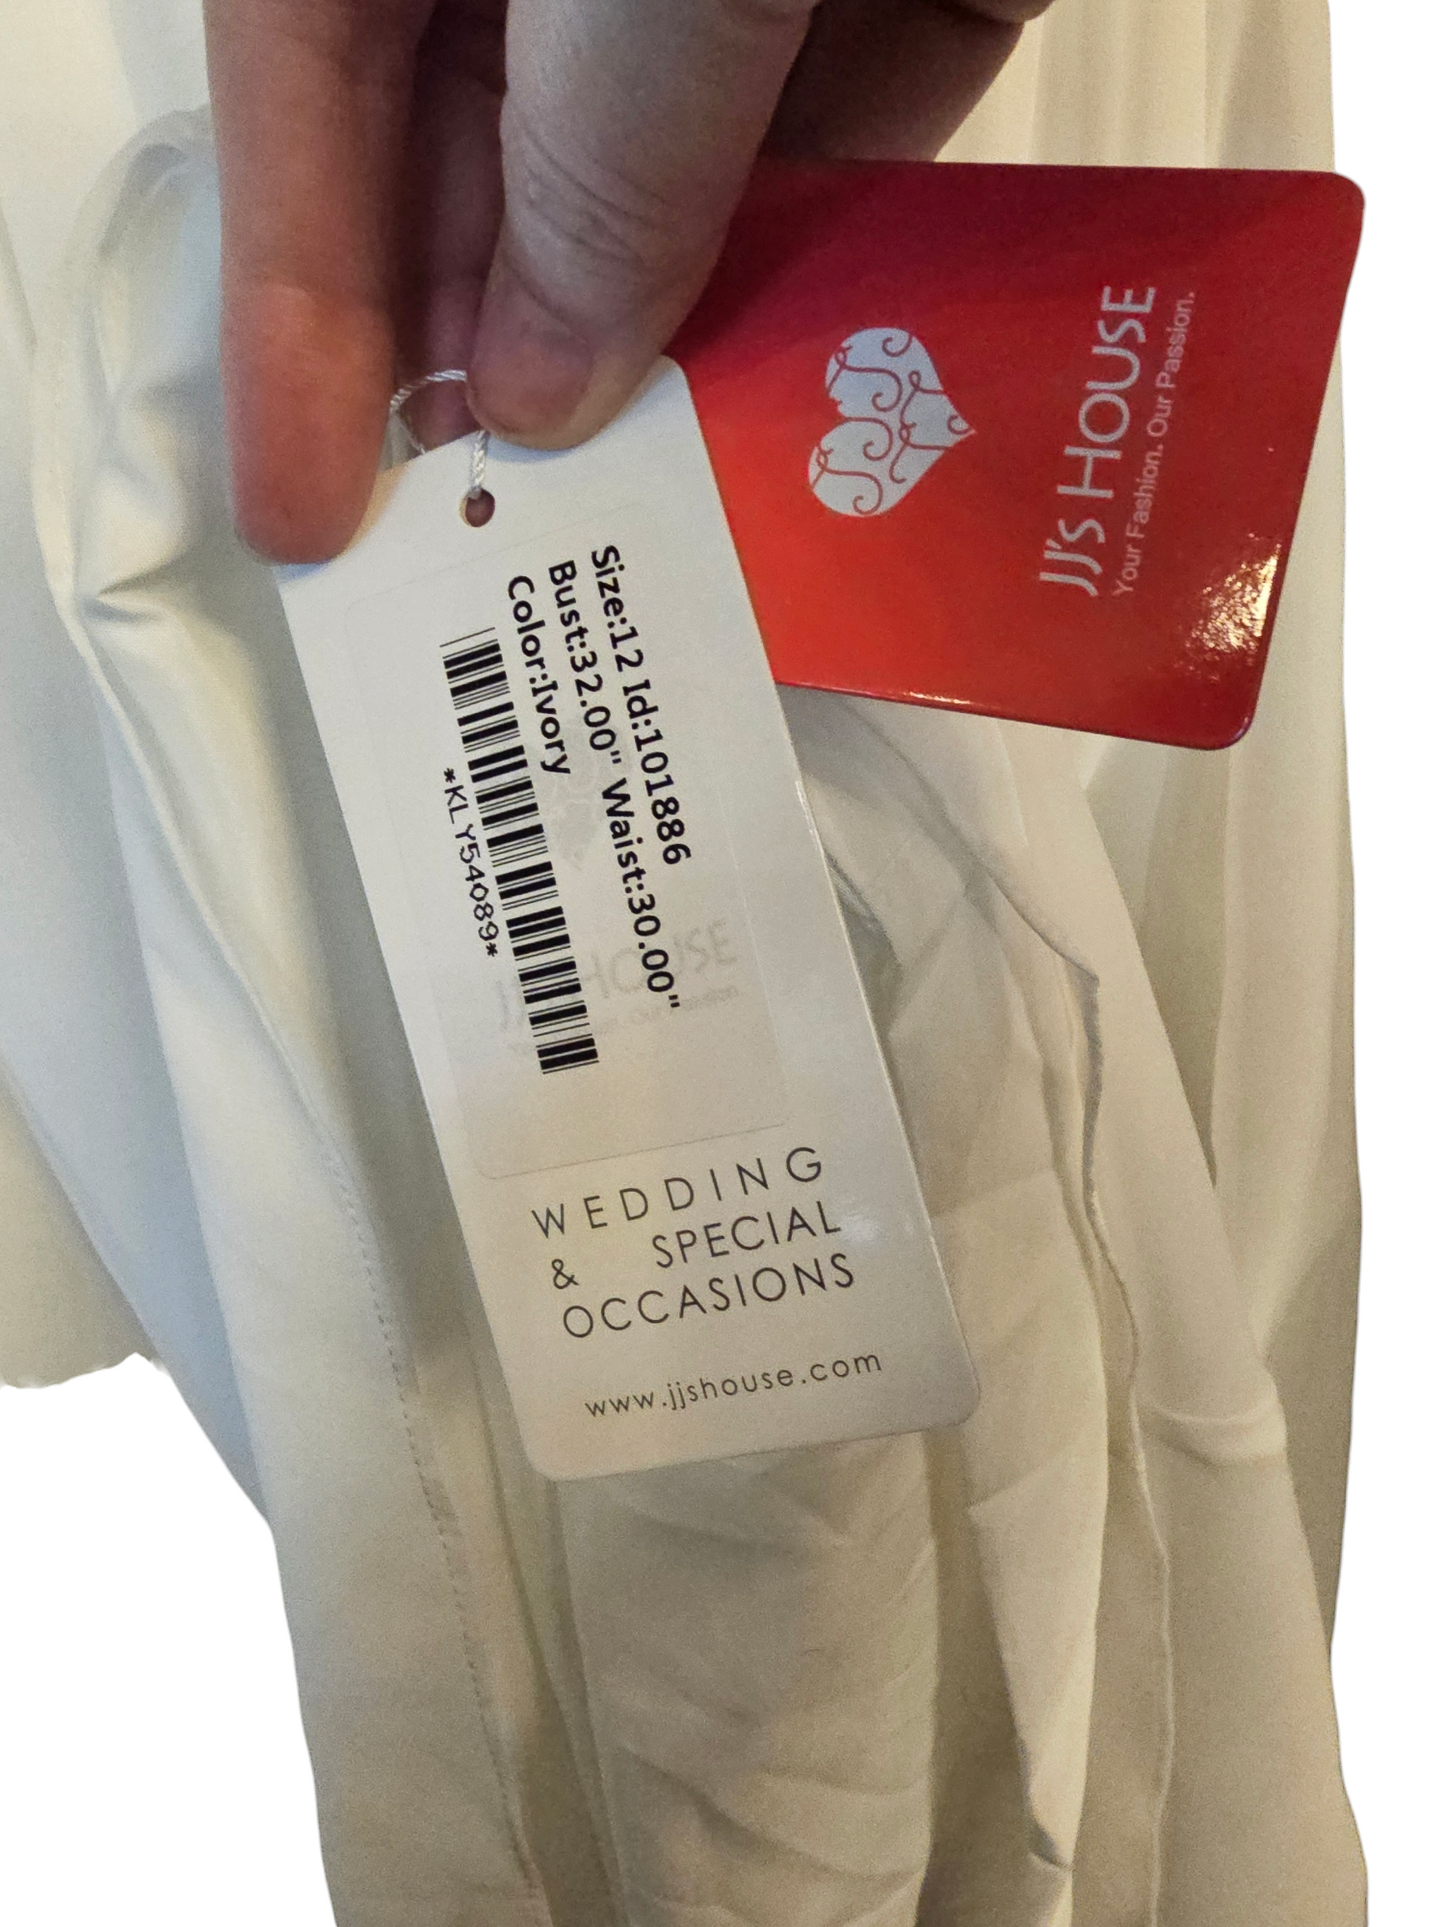 Size:12 Id:101886
Bust:32.00" Waist:30.00"
Color:Ivory
*KLY54089*
WEDDING
& SPECIAL
OCCASIONS
www.jjshouse.com
JJ's HOUSE
Your Fashion. Our Passion.